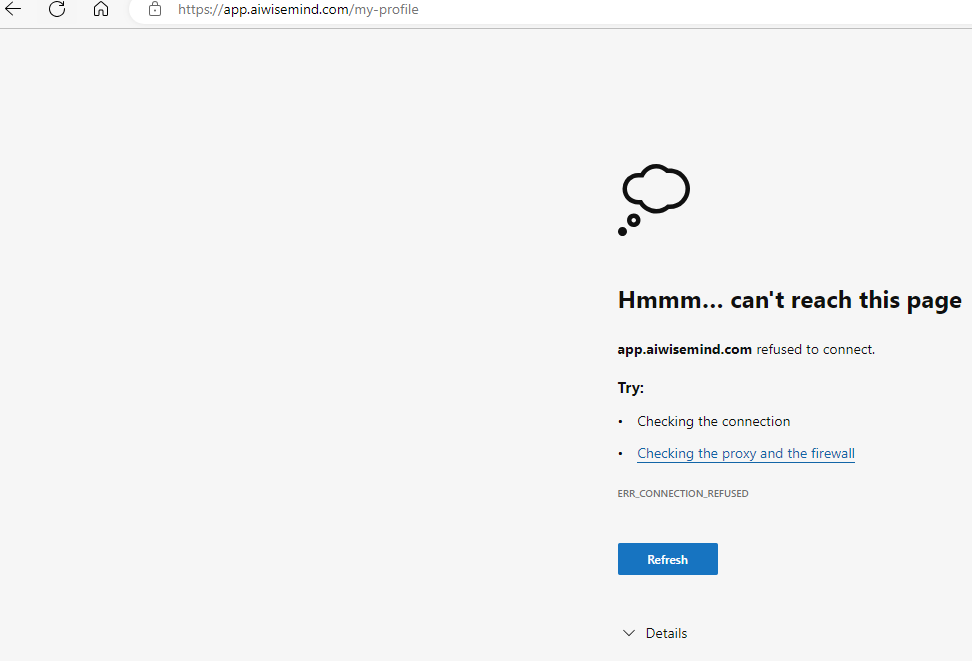 https://app.aiwisemind.com/my-profile
Hmmm... can't reach this page
app.aiwisemind.com refused to connect.
Try:
• Checking the connection
• Checking the proxy and the firewall
ERR_CONNECTION_REFUSED
Refresh
Details